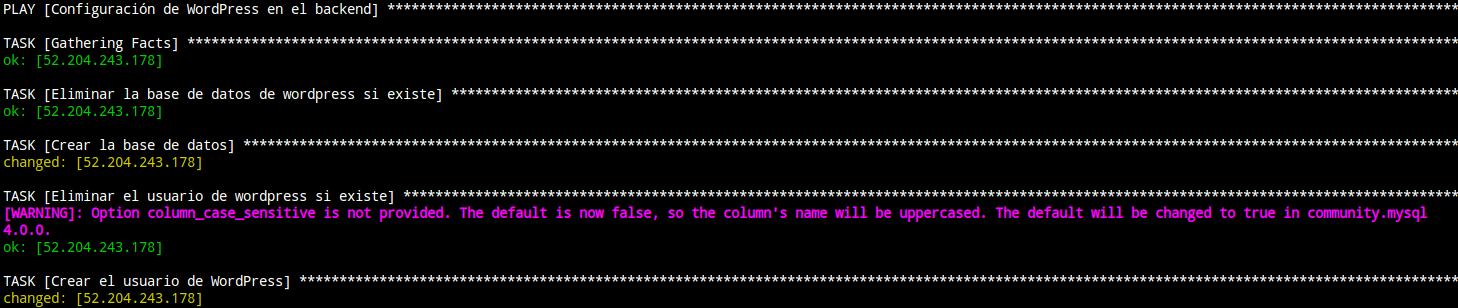 PLAY [Configuración de WordPress en el backend] **************************************************************************************************************************************
TASK [Gathering Facts] ***************************************************************************************************************************************************************
ok: [52.204.243.178]
TASK [Eliminar la base de datos de wordpress si existe] ******************************************************************************************************************************
ok: [52.204.243.178]
TASK [Crear la base de datos] ********************************************************************************************************************************************************
changed: [52.204.243.178]
TASK [Eliminar el usuario de wordpress si existe] ************************************************************************************************************************************
[WARNING]: Option column_case_sensitive is not provided. The default is now false, so the column's name will be uppercased. The default will be changed to true in community.mysql
4.0.0.
ok: [52.204.243.178]
TASK [Crear el usuario de WordPress] *************************************************************************************************************************************************
changed: [52.204.243.178]